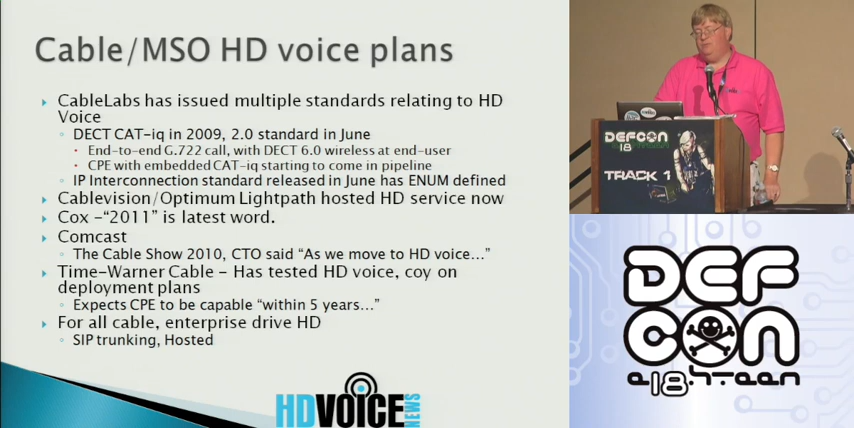 Cable/MSO HD voice plans
CableLabs has issued multiple standards relating to HD
Voice
DECT CAT-iq in 2009, 2.0 standard in June
End-to-end G.722 call, with DECT 6.0 wireless at end-user
CPE with embedded CAT-iq starting to come in pipeline
IP Interconnection standard released in June has ENUM defined
Cablevision/Optimum Lightpath hosted HD service now
Cox -"2011" is latest word.
Comcast
The Cable Show 2010, CTO said "As we move to HD voice..."
Time-Warner Cable - Has tested HD voice, coy on
deployment plans
Expects CPE to be capable "within 5 years..."
For all cable, enterprise drive HD
SIP trunking, Hosted
HDVOICE NEWS
DEFCON
18
TRACK 1
DEF
CON
e18hteen